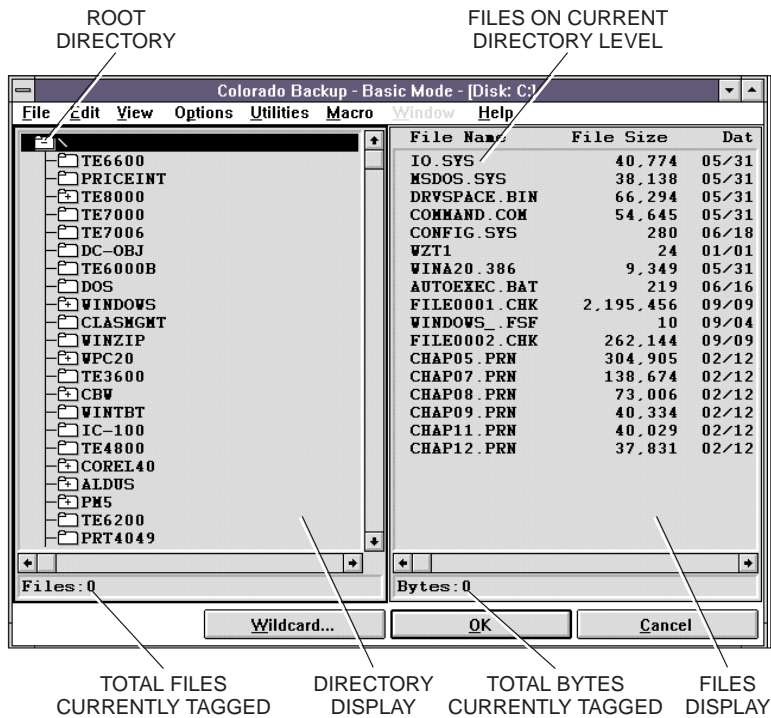 ROOT
DIRECTORY
FILES ON CURRENT
DIRECTORY LEVEL
Colorado Backup - Basic Mode - [Disk: C:]
File Edit View Options Utilities Macro Window Help
\
TE6600
PRICEINT
TE8000
TE7000
TE7006
DC-OBJ
TE6000B
DOS
WINDOWS
CLASMGMT
WINZIP
WPC20
TE3600
CBW
WINTBT
IC-100
TE4800
COREL40
ALDUS
PM5
TE6200
PRT4049
File Name File Size Dat
IO.SYS 40,774 05/31
MSDOS.SYS 38,138 05/31
DRVSPACE.BIN 66,294 05/31
COMMAND.COM 54,645 05/31
CONFIG.SYS 280 06/18
WZT1 24 01/01
WINA20.386 9,349 05/31
AUTOEXEC.BAT 219 06/16
FILE0001.CHK 2,195,456 09/09
WINDOWS_.FSF 10 09/04
FILE0002.CHK 262,144 09/09
CHAP05.PRN 304,905 02/12
CHAP07.PRN 138,674 02/12
CHAP08.PRN 73,006 02/12
CHAP09.PRN 40,334 02/12
CHAP11.PRN 40,029 02/12
CHAP12.PRN 37,831 02/12
Files:0
Bytes:0
Wildcard...
OK
Cancel
TOTAL FILES
CURRENTLY TAGGED
DIRECTORY
DISPLAY
TOTAL BYTES
CURRENTLY TAGGED
FILES
DISPLAY